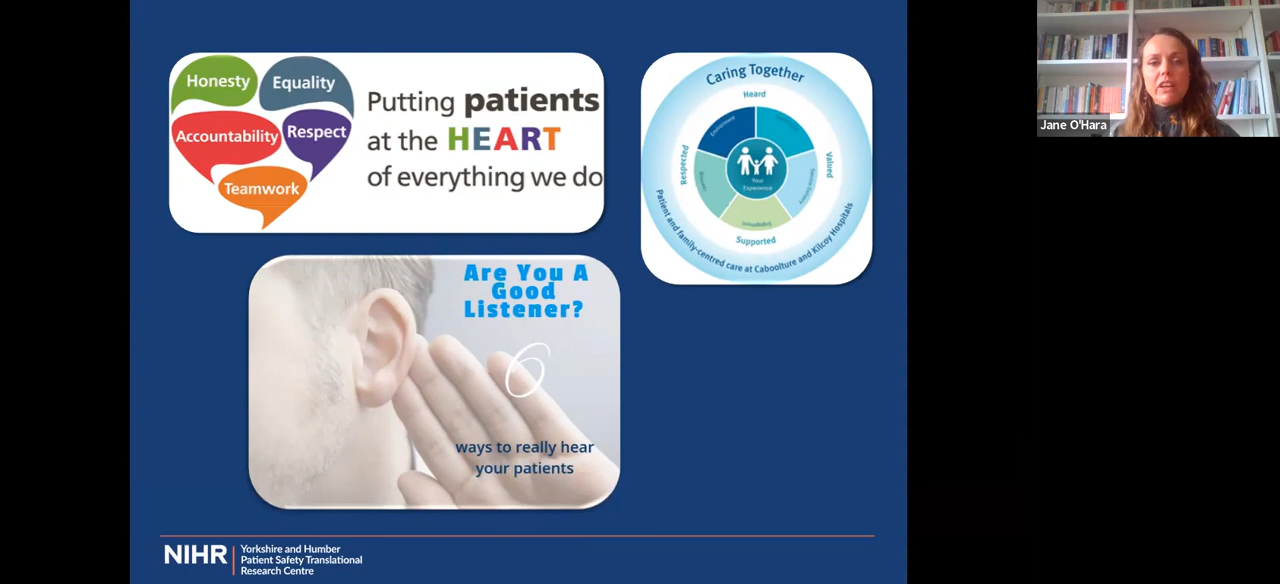 Honesty
Equality
Accountability
Respect
Teamwork
Putting patients
at the HEART
of everything we do
Caring Together
Heard
Valued
Supported
Respected
Environment
Your
Experience
Patient and family-centred care at Caboolture and Kilcoy Hospitals
Are You A
Good
Listener?
6
ways to really hear
your patients
NIHR
Yorkshire and Humber
Patient Safety Translational
Research Centre
Jane O'Hara